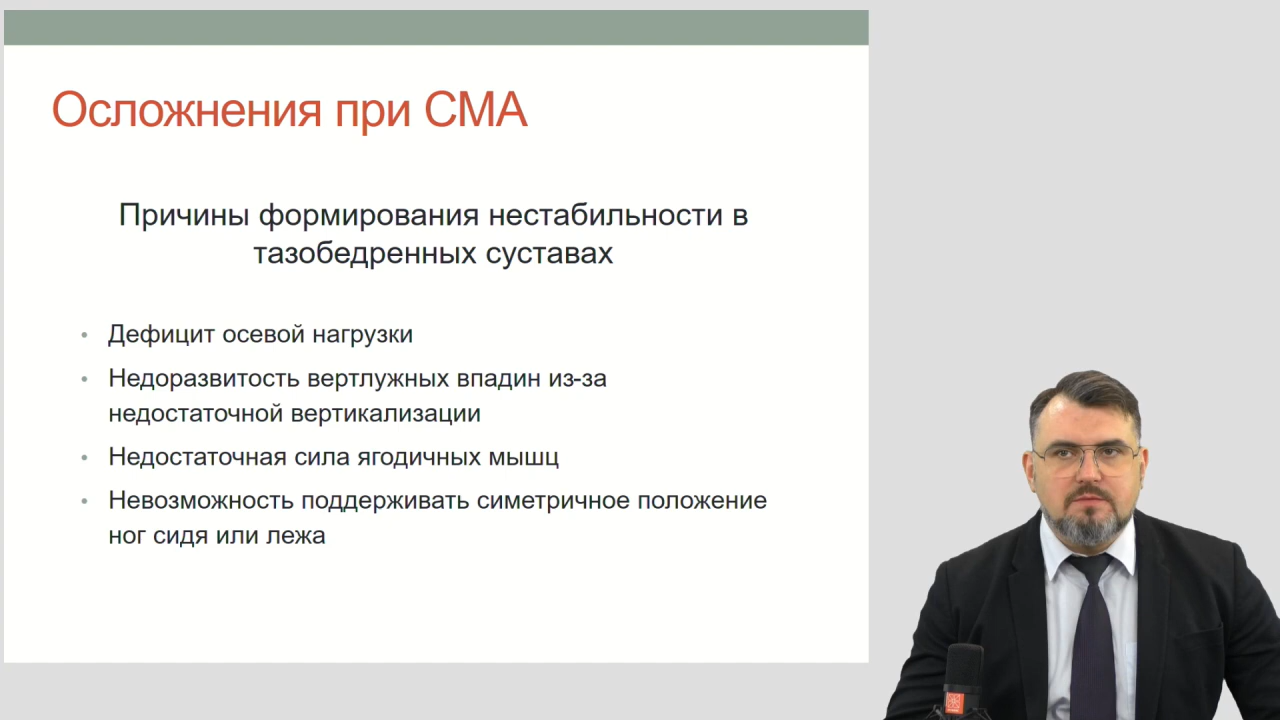 Осложнения при СМА
Причины формирования нестабильности в
тазобедренных суставах
• Дефицит осевой нагрузки
• Недоразвитость вертлужных впадин из-за
недостаточной вертикализации
• Недостаточная сила ягодичных мышц
• Невозможность поддерживать симетричное положение
ног сидя или лежа